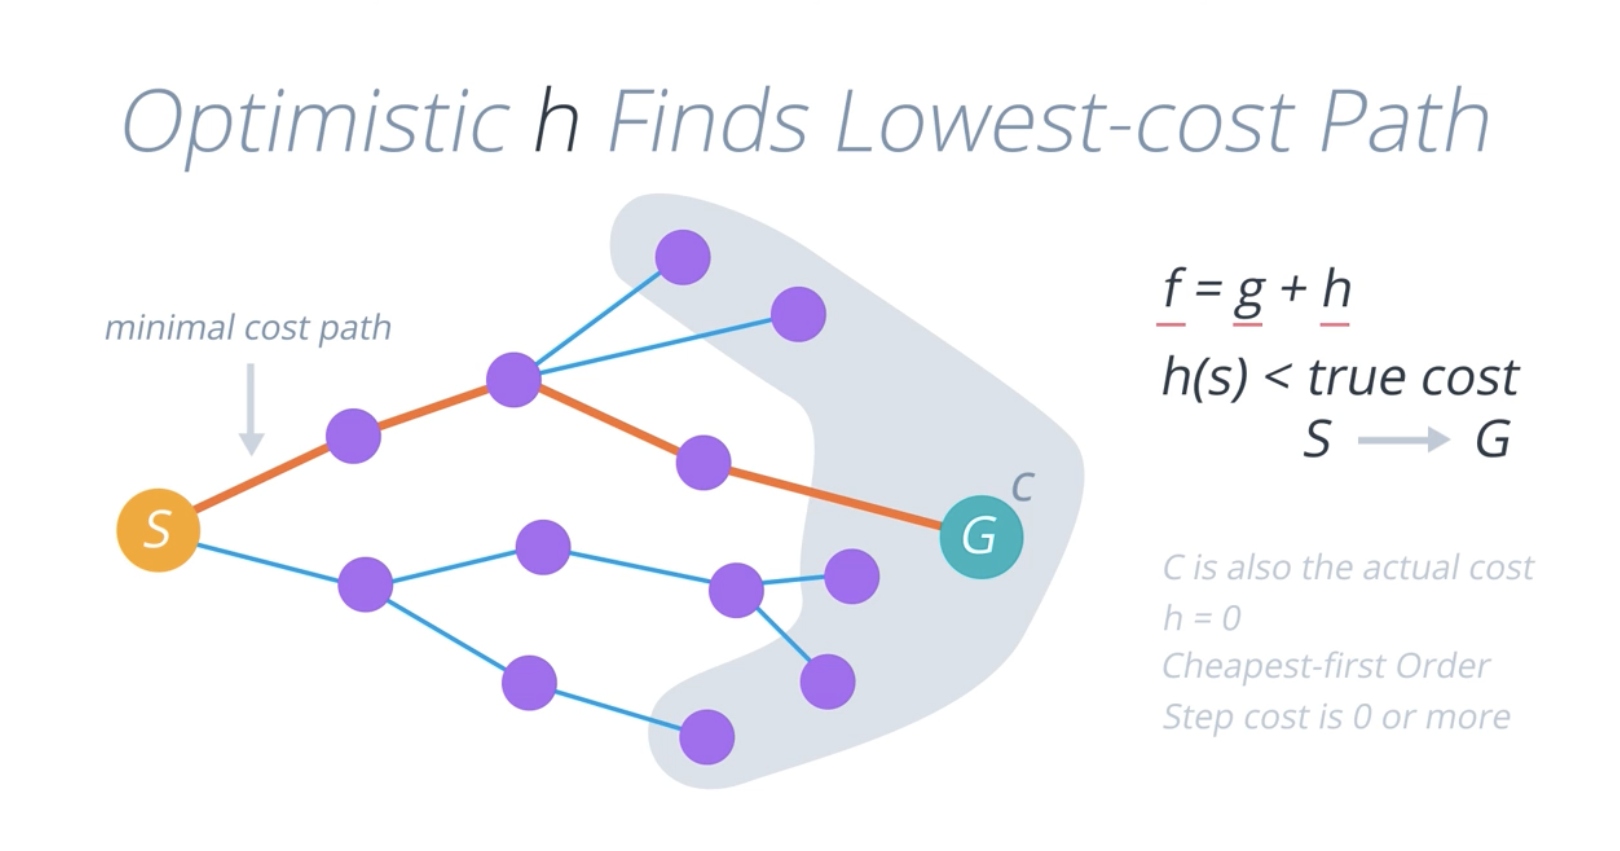 Optimistic h Finds Lowest-cost Path
minimal cost path
S
G
c
f = g + h
h(s) < true cost
S G
C is also the actual cost
h = 0
Cheapest-first Order
Step cost is 0 or more